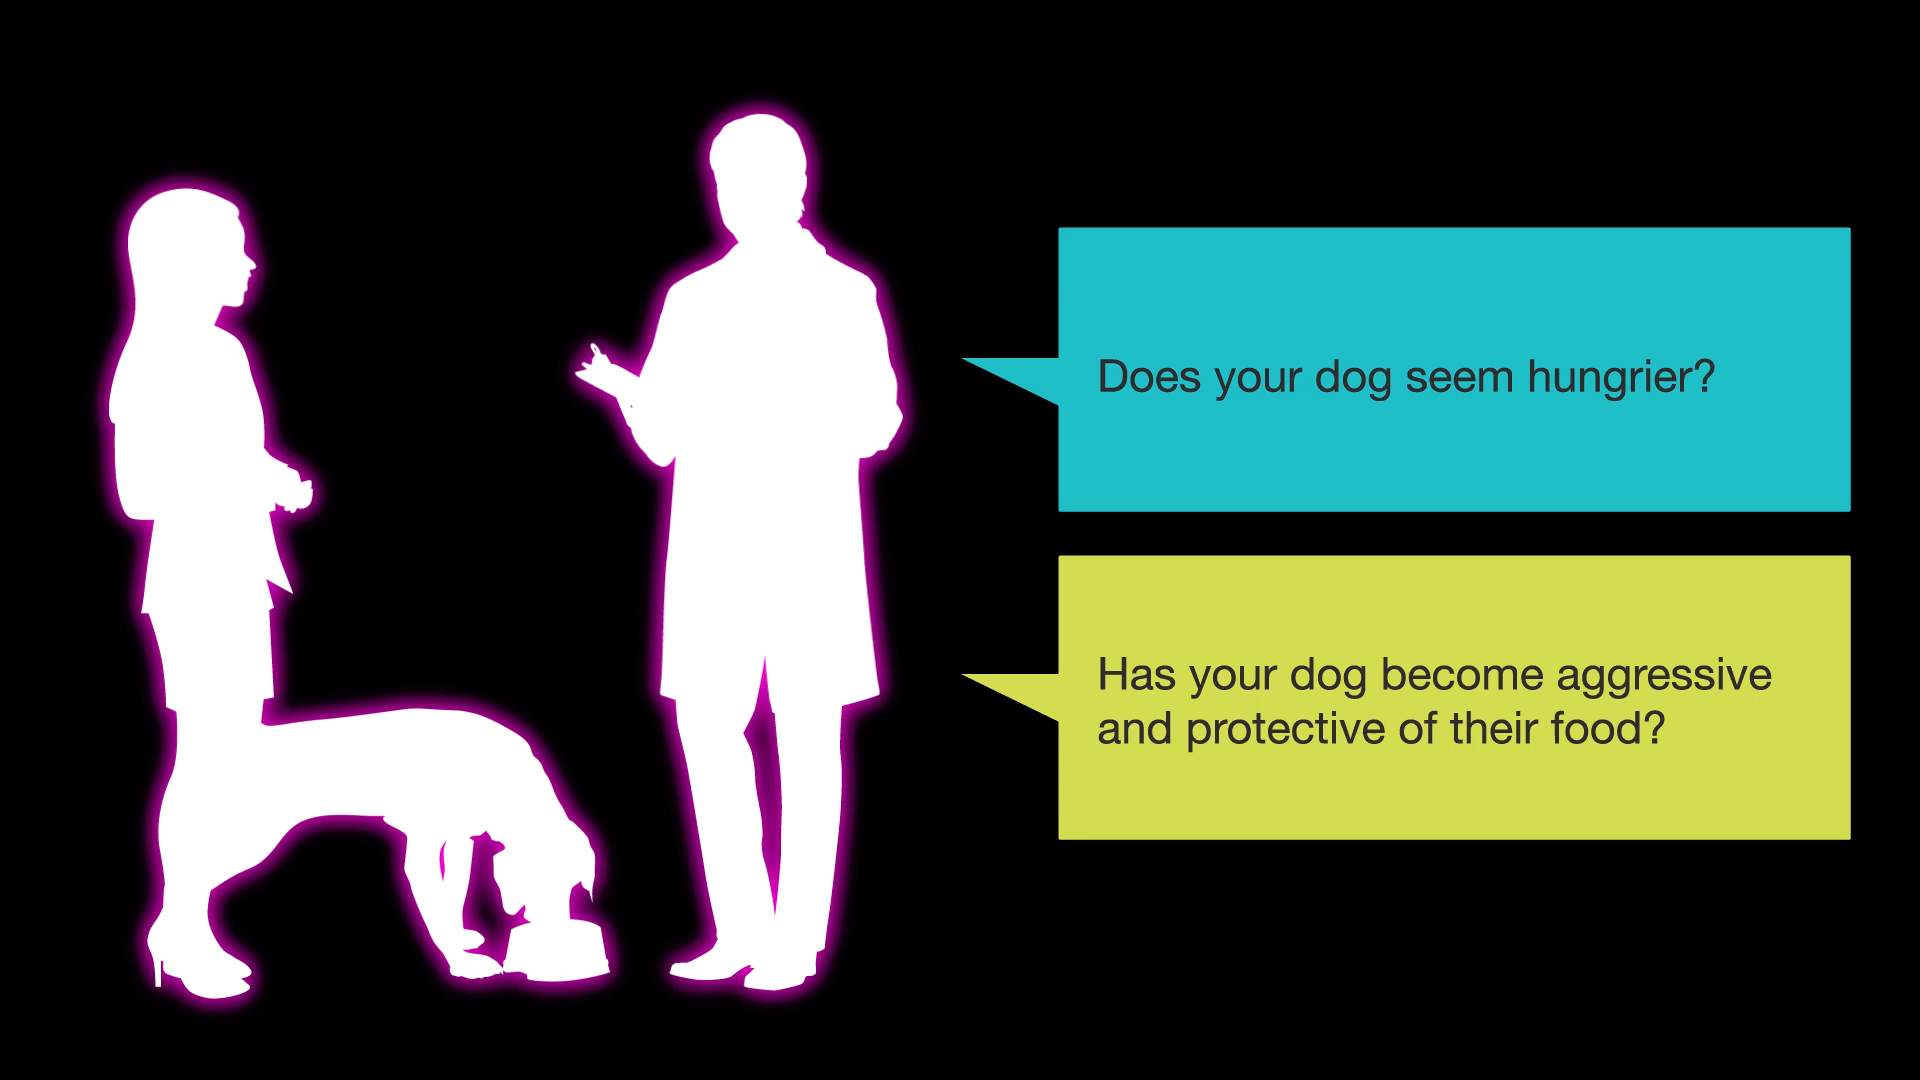 Does your dog seem hungrier?
Has your dog become aggressive
and protective of their food?